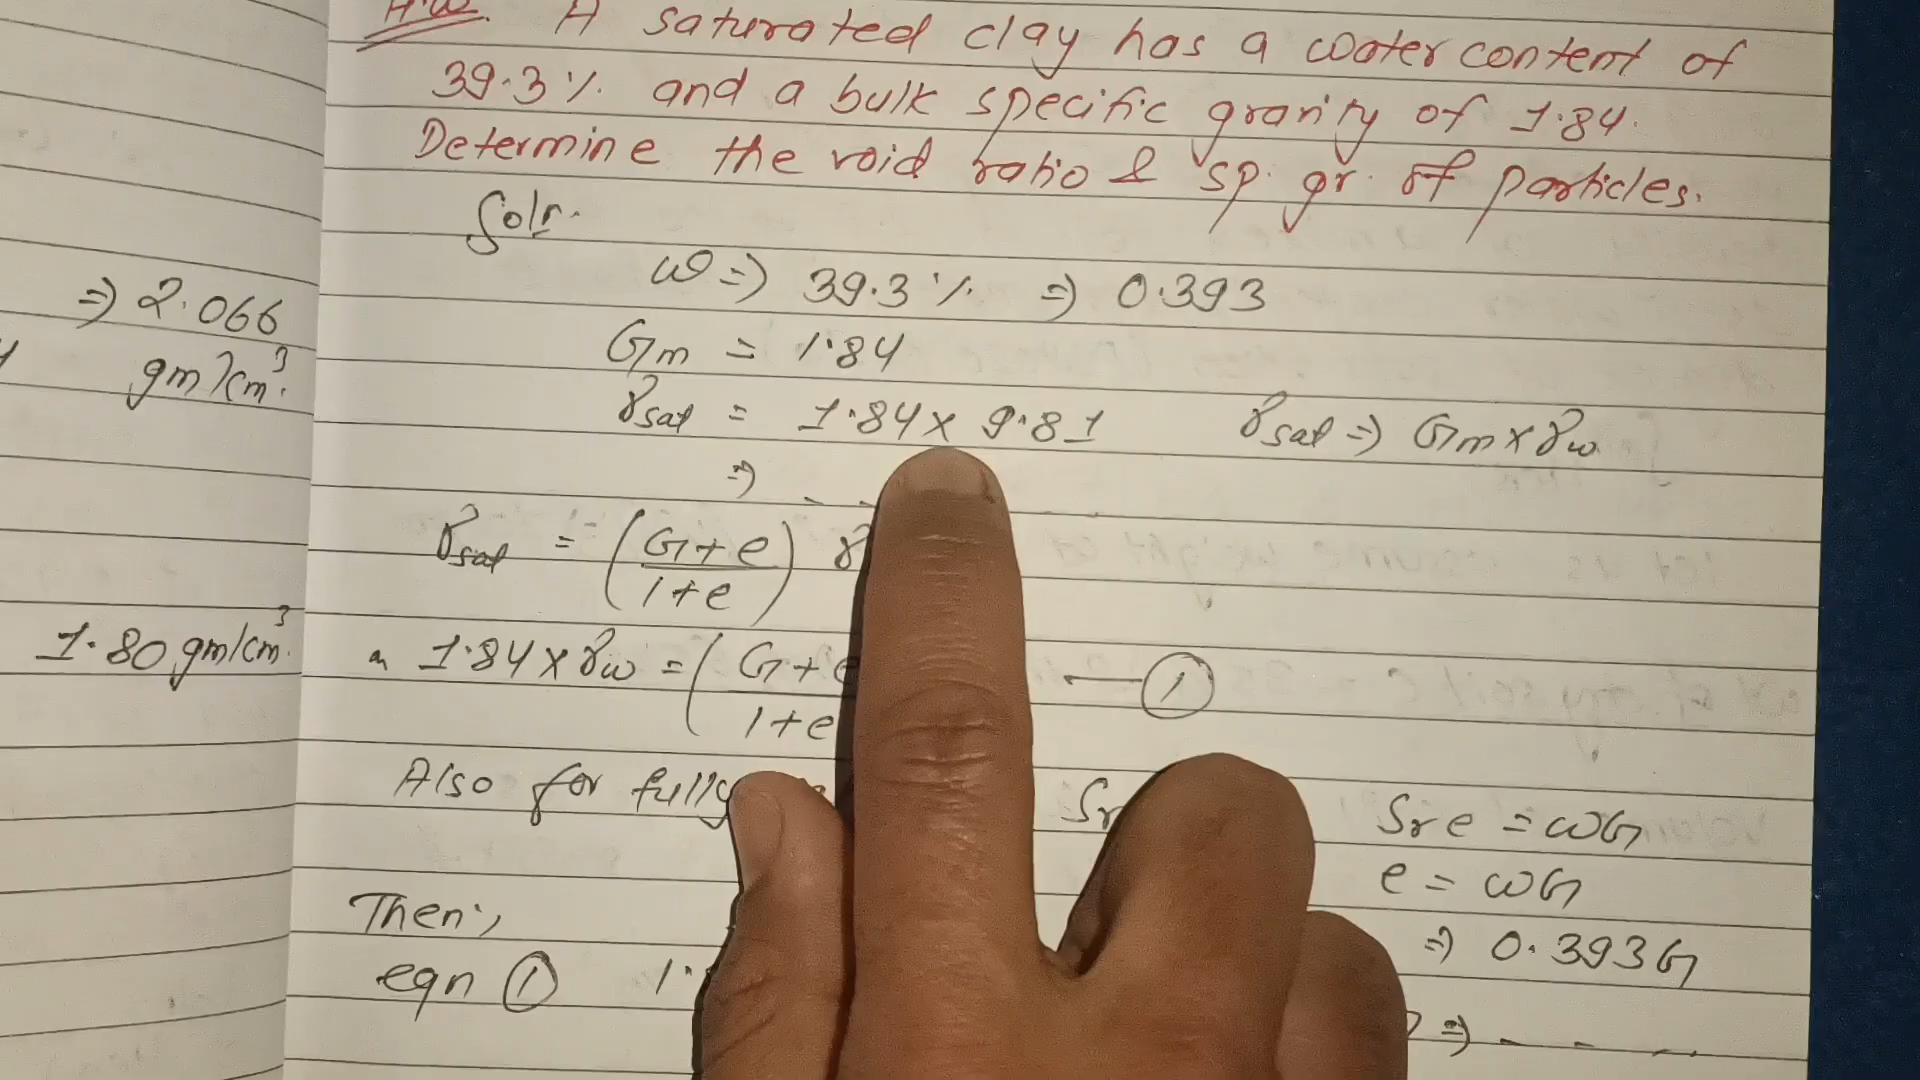 H.W. A saturated clay has a water content of
39.3%. and a bulk specific gravity of 1.84.
Determine the void ratio & sp. gr. of particles.
Soln.
w => 39.3% => 0.393
Gm = 1.84
γsat = 1.84 x 9.81 γsat => Gm x γw
=>
γsat = (G+e / 1+e) γ
1.84 x γw = (G+e / 1+e — ①
Also for fully Sr
Sr e = wG
e = wG
=> 0.393G
Then,
eqn ① 1.
=>
=> 2.066
gm/cm³.
1.80 gm/cm³.